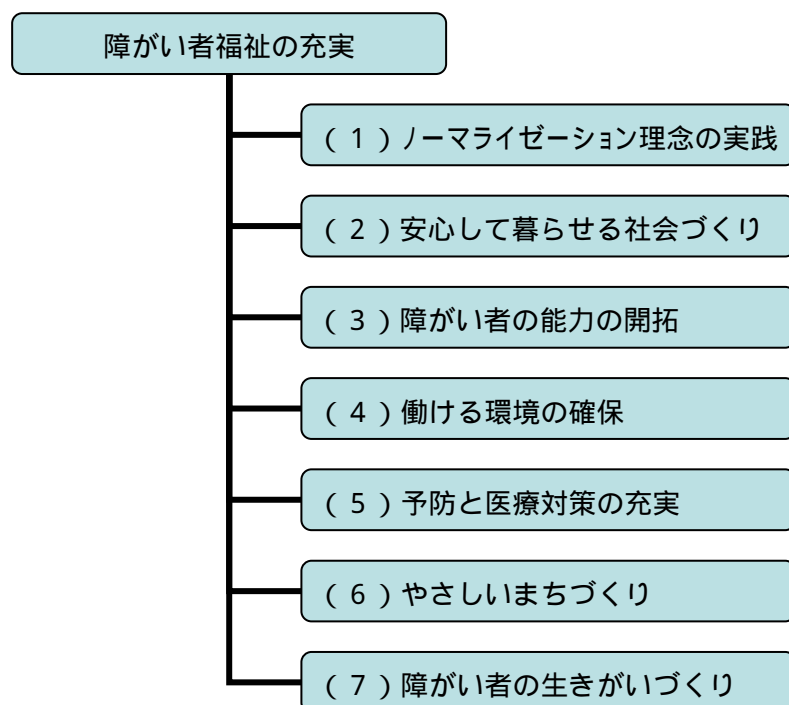 障がい者福祉の充実
(1)ノーマライゼーション理念の実践
(2)安心して暮らせる社会づくり
(3)障がい者の能力の開拓
(4)働ける環境の確保
(5)予防と医療対策の充実
(6)やさしいまちづくり
(7)障がい者の生きがいづくり